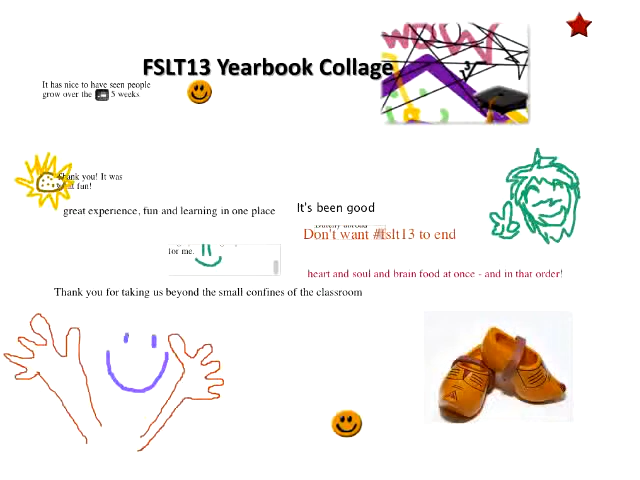 WOW
FSLT13 Yearbook Collage
It has nice to have seen people
grow over the 5 weeks
Thank you! It was
fun!
great experience, fun and learning in one place
It's been good
Don't want #fslt13 to end
for me.
heart and soul and brain food at once - and in that order!
Thank you for taking us beyond the small confines of the classroom